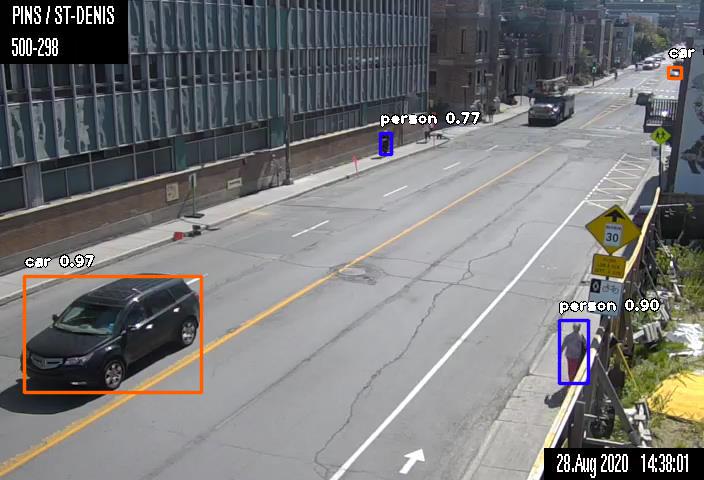 PINS / ST-DENIS
500-298
car
person 0.77
30
car 0.97
person 0.90
28.Aug 2020 14:38:01